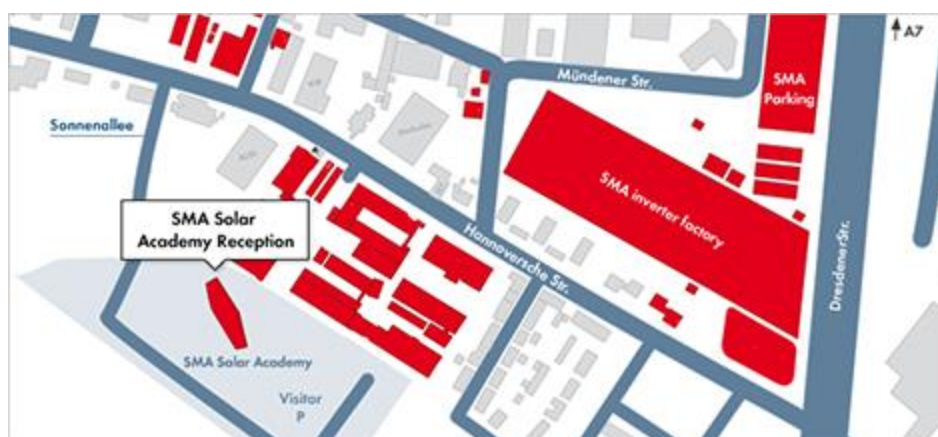 A7
Mündener Str.
SMA
Parking
Sonnenallee
SMA inverter factory
SMA Solar
Academy Reception
Hannoversche Str.
Dresdener Str.
SMA Solar Academy
Visitor
P